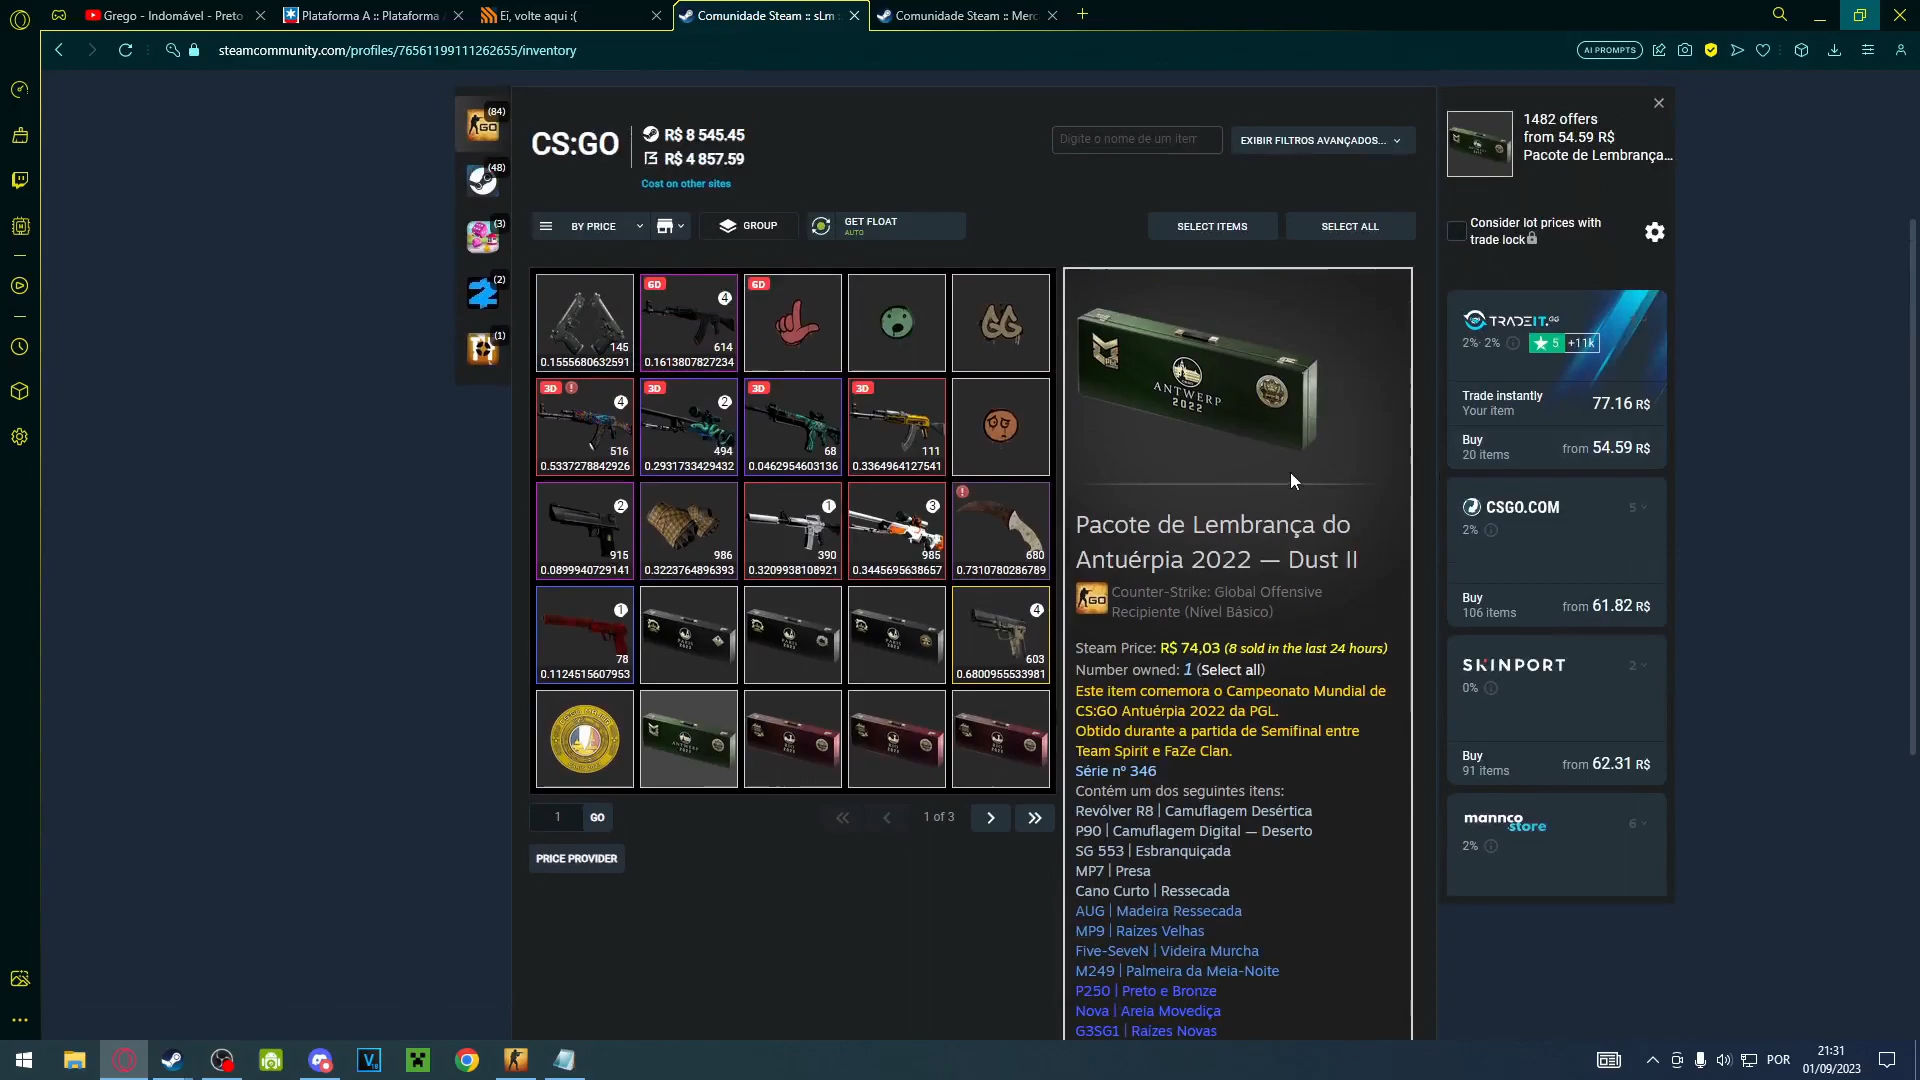 Grego - Indomável - Preto
Plataforma A :: Plataforma A
Ei, volte aqui :(
Comunidade Steam :: sLm
Comunidade Steam :: Merc
steamcommunity.com/profiles/76561199111262655/inventory
AI PROMPTS
(84)
(48)
(3)
(2)
(1)
CS:GO
R$ 8 545.45
R$ 4 857.59
Cost on other sites
Digite o nome de um item
EXIBIR FILTROS AVANÇADOS...
BY PRICE
GROUP
GET FLOAT
AUTO
SELECT ITEMS
SELECT ALL
145
0.1555680632591
6D
4
614
0.1613807827234
6D
3D
4
516
0.5337278842926
3D
2
494
0.2931733429432
3D
68
0.0462954603136
3D
111
0.3364964127541
2
915
0.0899940729141
986
0.3223764896393
1
390
0.3209938108921
3
985
0.3445695638657
680
0.7310780286789
1
78
0.1124515607953
4
603
0.6800955533981
1
GO
1 of 3
PRICE PROVIDER
ANTWERP
2022
Pacote de Lembrança do
Antuérpia 2022 — Dust II
Counter-Strike: Global Offensive
Recipiente (Nível Básico)
Steam Price: R$ 74,03 (8 sold in the last 24 hours)
Number owned: 1 (Select all)
Este item comemora o Campeonato Mundial de
CS:GO Antuérpia 2022 da PGL.
Obtido durante a partida de Semifinal entre
Team Spirit e FaZe Clan.
Série nº 346
Contém um dos seguintes itens:
Revólver R8 | Camuflagem Desértica
P90 | Camuflagem Digital — Deserto
SG 553 | Esbranquiçada
MP7 | Presa
Cano Curto | Ressecada
AUG | Madeira Ressecada
MP9 | Raízes Velhas
Five-SeveN | Videira Murcha
M249 | Palmeira da Meia-Noite
P250 | Preto e Bronze
Nova | Areia Movediça
G3SG1 | Raízes Novas
1482 offers
from 54.59 R$
Pacote de Lembrança...
Consider lot prices with
trade lock
TRADEIT.GG
2% · 2%
5
+11k
Trade instantly
Your item
77.16 R$
Buy
20 items
from 54.59 R$
CSGO.COM
5
2%
Buy
106 items
from 61.82 R$
SKINPORT
2
0%
Buy
91 items
from 62.31 R$
mannco
store
6
2%
POR
21:31
01/09/2023